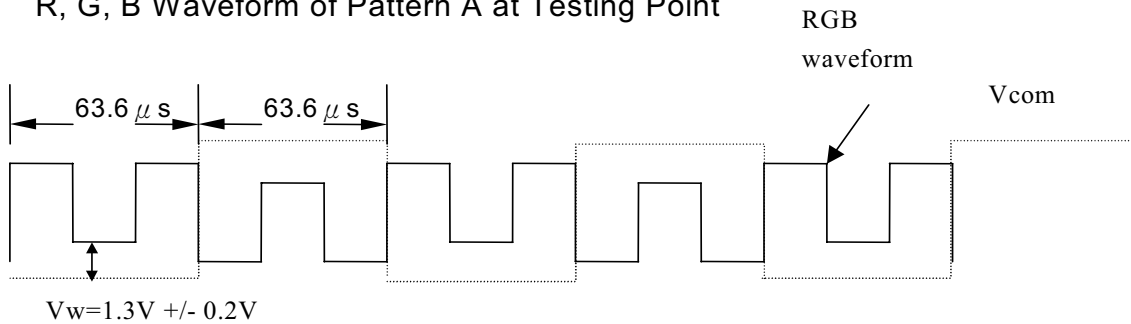 R, G, B Waveform of Pattern A at Testing Point
RGB
waveform
Vcom
63.6 μ s
63.6 μ s
Vw=1.3V +/- 0.2V